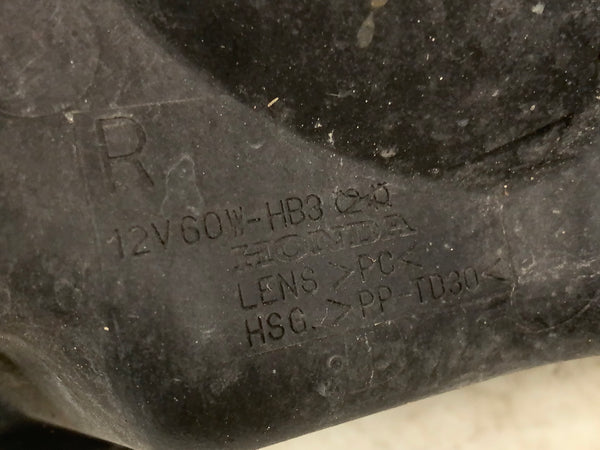 R
12V60W-HB3
HONDA
LENS >PC<
HSG. >PP-TD30<